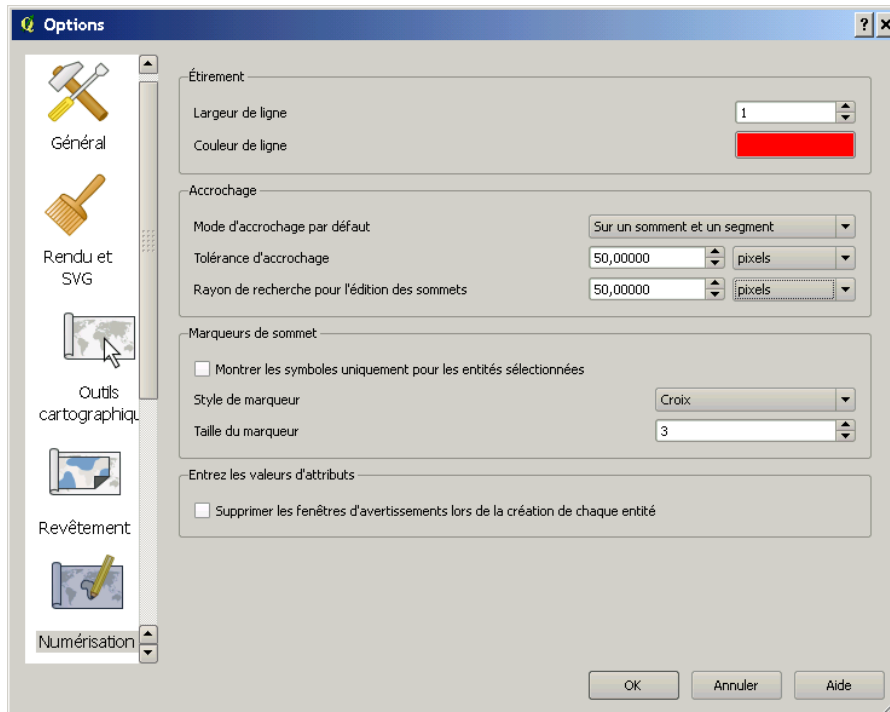 Options
Général
Rendu et
SVG
Outils
cartographiqu
Revêtement
Numérisation
Étirement
Largeur de ligne
1
Couleur de ligne
Accrochage
Mode d'accrochage par défaut
Sur un somment et un segment
Tolérance d'accrochage
50,00000
pixels
Rayon de recherche pour l'édition des sommets
50,00000
pixels
Marqueurs de sommet
Montrer les symboles uniquement pour les entités sélectionnées
Style de marqueur
Croix
Taille du marqueur
3
Entrez les valeurs d'attributs
Supprimer les fenêtres d'avertissements lors de la création de chaque entité
OK
Annuler
Aide